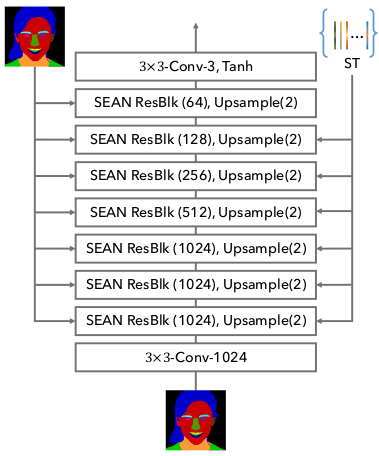 ST
3×3-Conv-3, Tanh
SEAN ResBlk (64), Upsample(2)
SEAN ResBlk (128), Upsample(2)
SEAN ResBlk (256), Upsample(2)
SEAN ResBlk (512), Upsample(2)
SEAN ResBlk (1024), Upsample(2)
SEAN ResBlk (1024), Upsample(2)
SEAN ResBlk (1024), Upsample(2)
3×3-Conv-1024